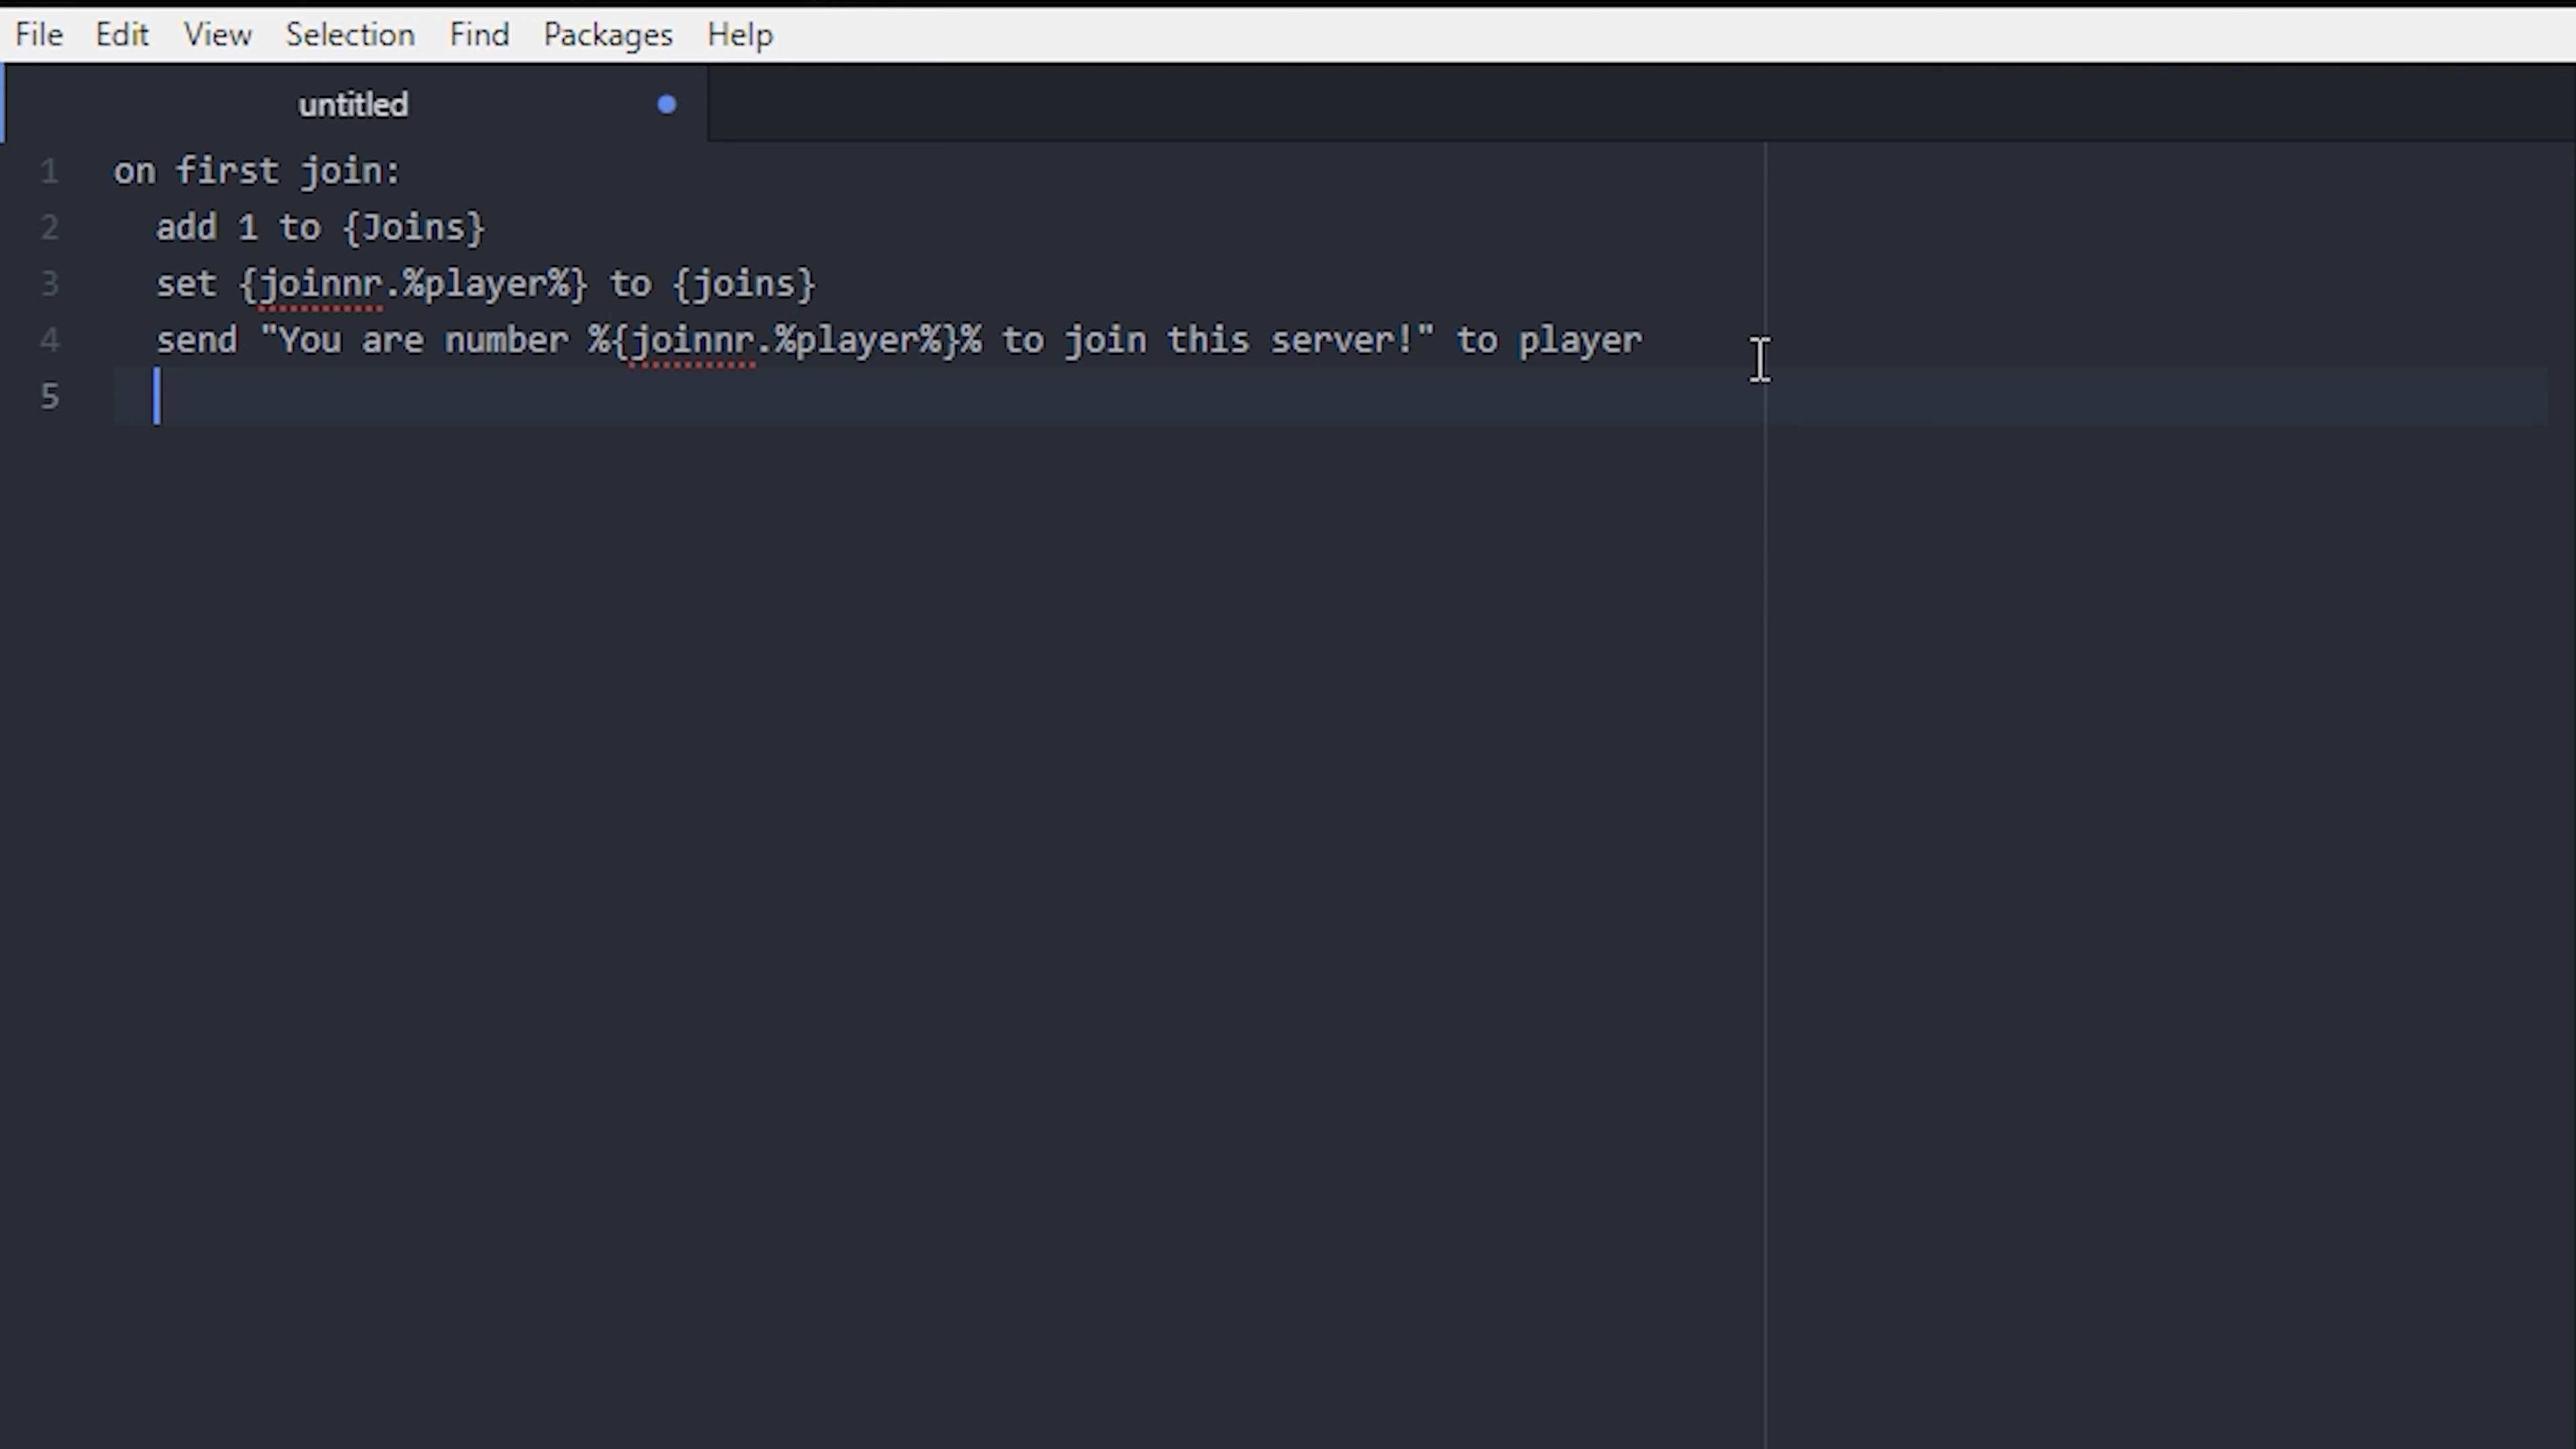 File Edit View Selection Find Packages Help
untitled
1 on first join:
2 add 1 to {Joins}
3 set {joinnr.%player%} to {joins}
4 send "You are number %{joinnr.%player%}% to join this server!" to player
5